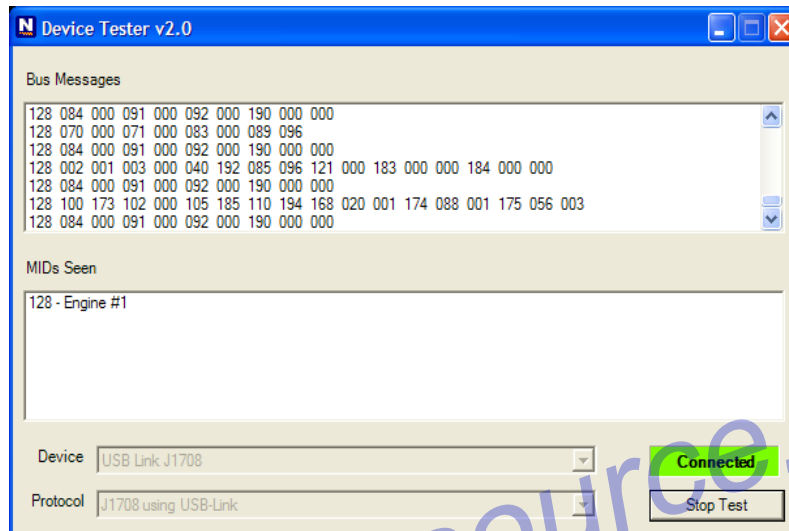 N Device Tester v2.0
Bus Messages
128 084 000 091 000 092 000 190 000 000
128 070 000 071 000 083 000 089 096
128 084 000 091 000 092 000 190 000 000
128 002 001 003 000 040 192 085 096 121 000 183 000 000 184 000 000
128 084 000 091 000 092 000 190 000 000
128 100 173 102 000 105 185 110 194 168 020 001 174 088 001 175 056 003
128 084 000 091 000 092 000 190 000 000
MIDs Seen
128 - Engine #1
Device USB Link J1708 Connected
Protocol J1708 using USB-Link Stop Test
ource